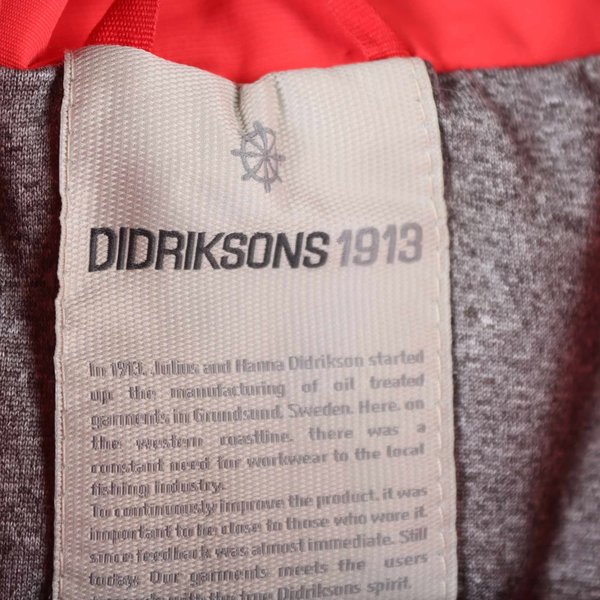 DIDRIKSONS 1913
In 1913, Julius and Hanna Didrikson started
up the manufacturing of oil treated
garments in Grundsund, Sweden. Here, on
the western coastline, there was a
constant need for workwear to the local
fishing industry.
To continuously improve the product, it was
important to be close to those who wore it,
since feedback was almost immediate. Still
today, Our garments meets the users
with the true Didriksons spirit.